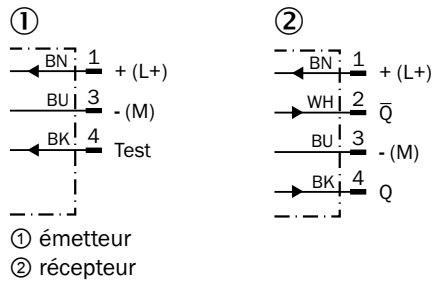 ①
BN 1 + (L+)
BU 3 - (M)
BK 4 Test
②
BN 1 + (L+)
WH 2 Q̅
BU 3 - (M)
BK 4 Q
① émetteur
② récepteur